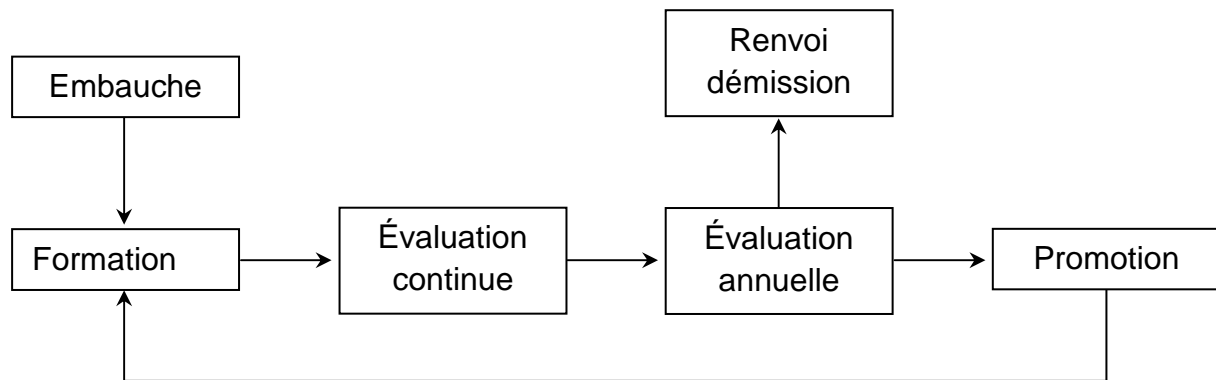 Renvoi
démission
Embauche
Formation
Évaluation
continue
Évaluation
annuelle
Promotion